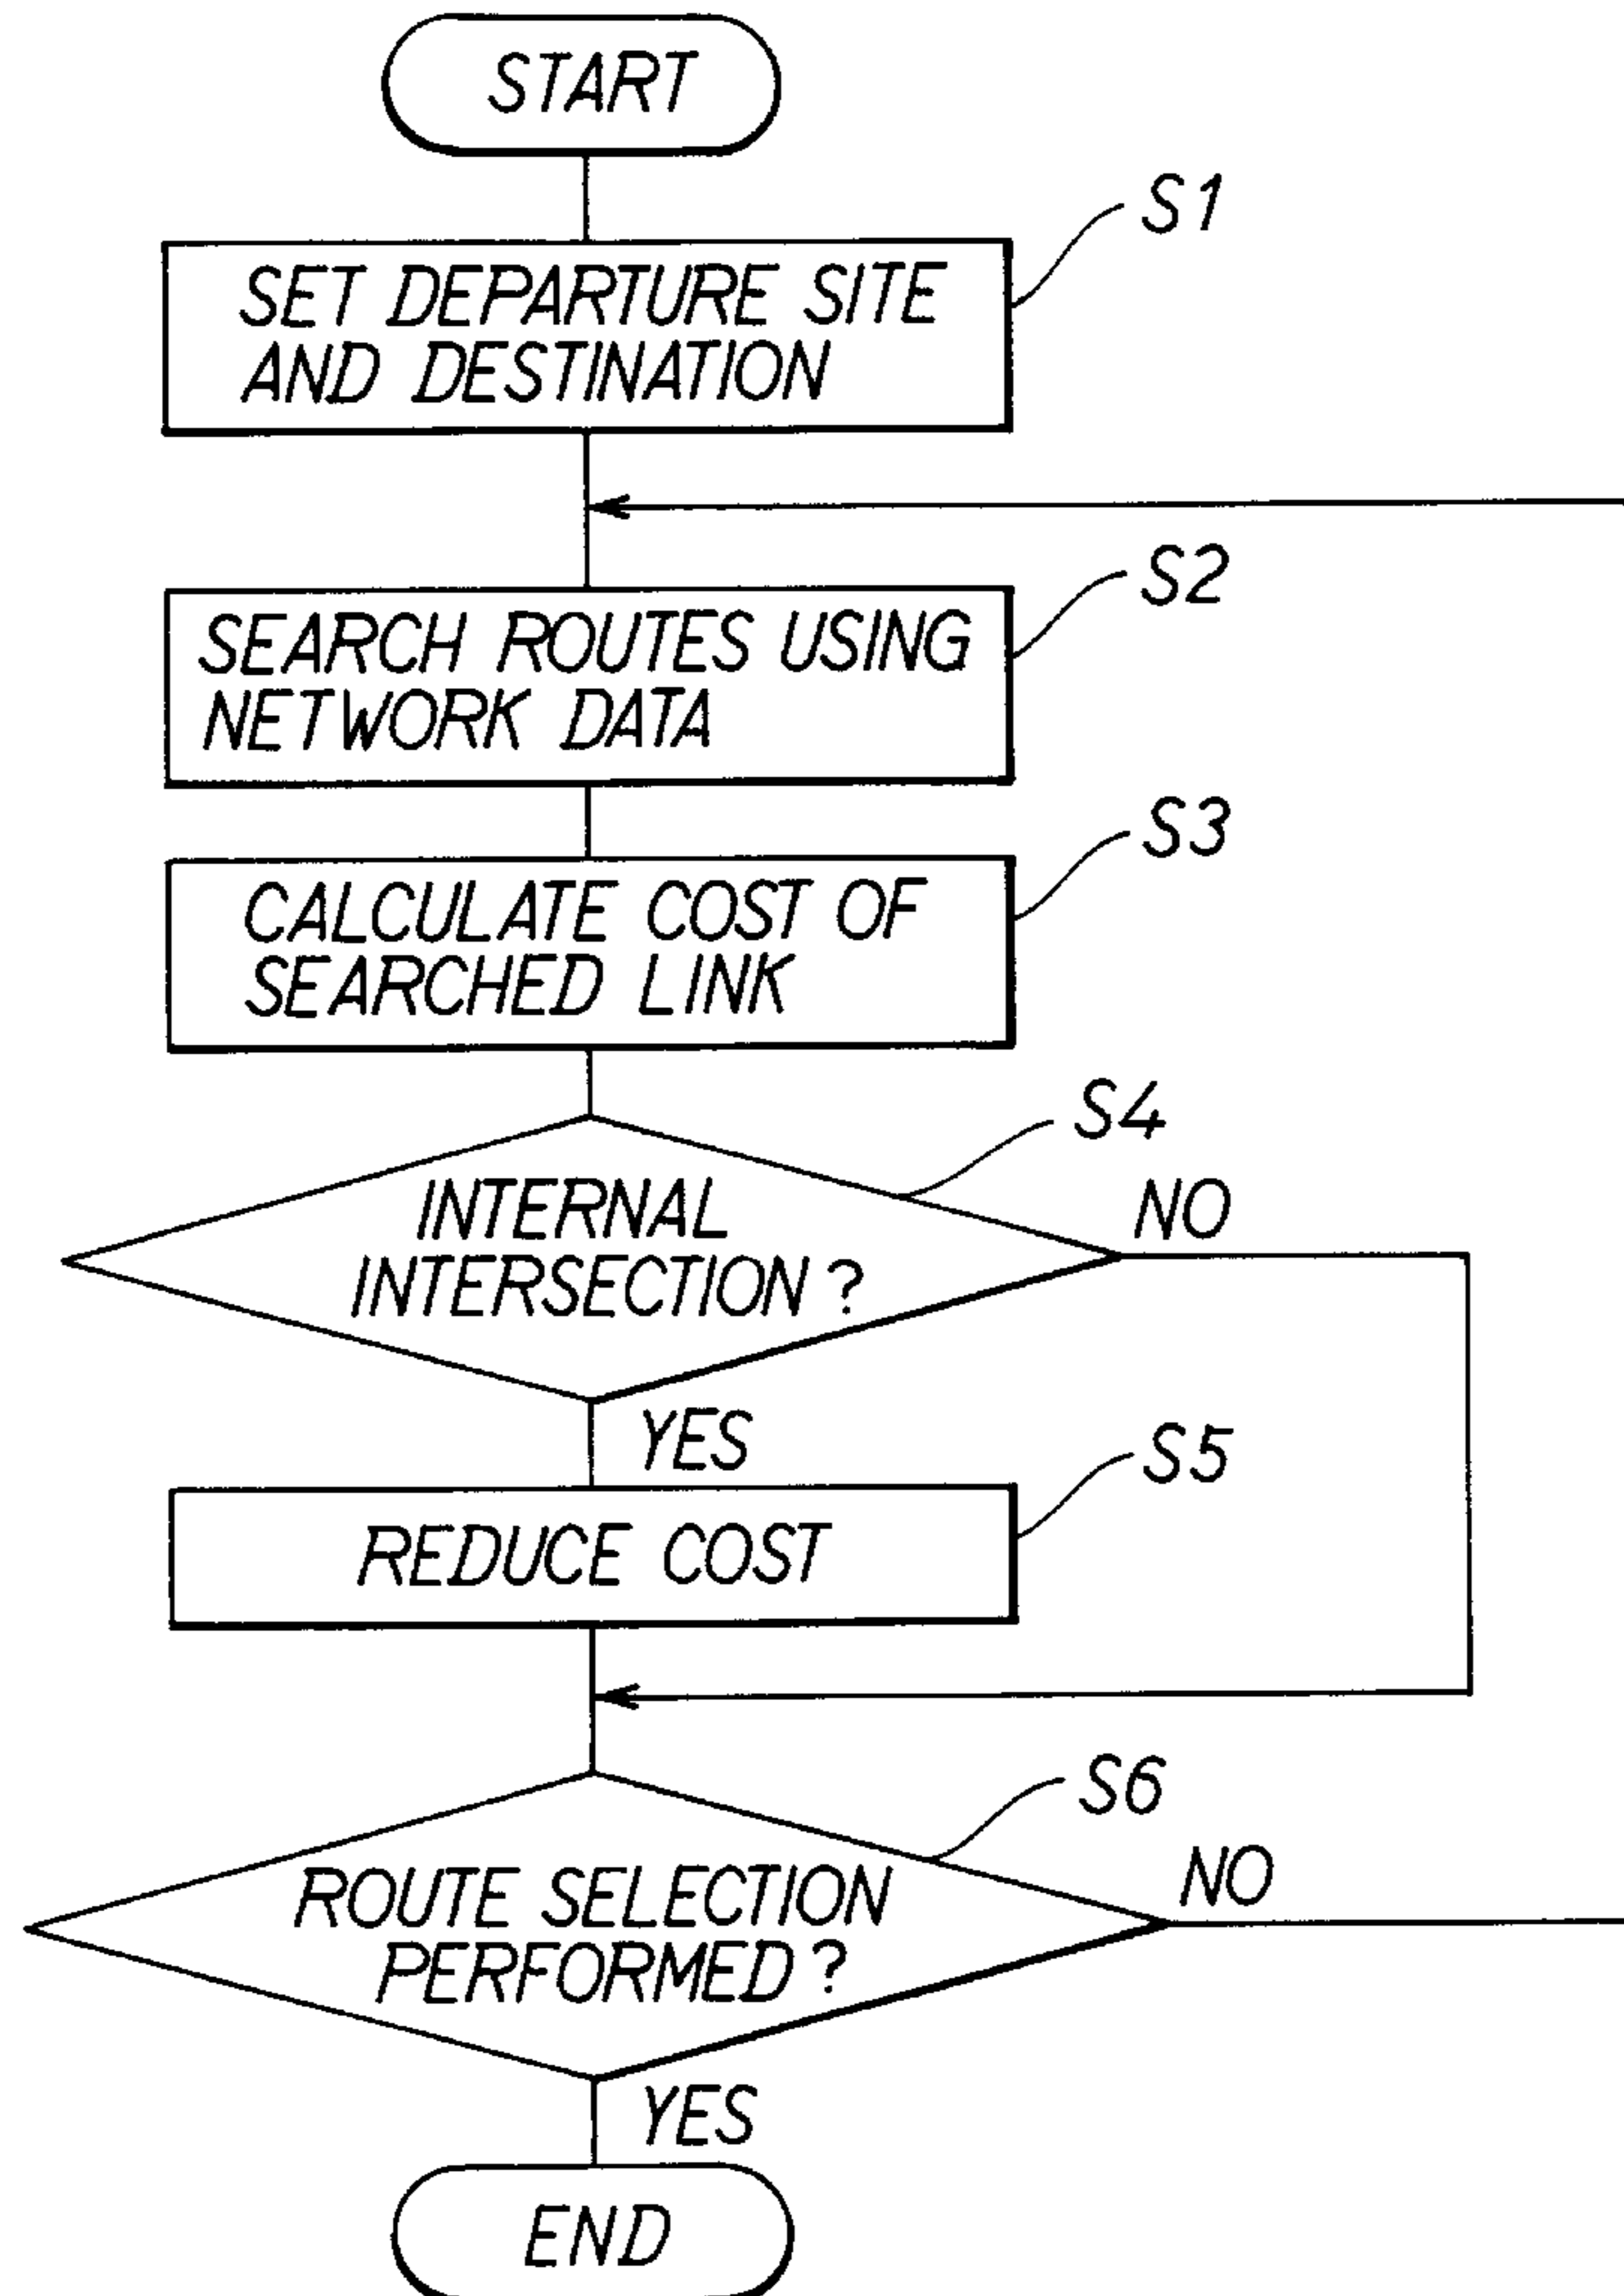 START
S1
SET DEPARTURE SITE
AND DESTINATION
S2
SEARCH ROUTES USING
NETWORK DATA
S3
CALCULATE COST OF
SEARCHED LINK
S4
INTERNAL
INTERSECTION?
NO
YES
S5
REDUCE COST
S6
ROUTE SELECTION
PERFORMED?
NO
YES
END